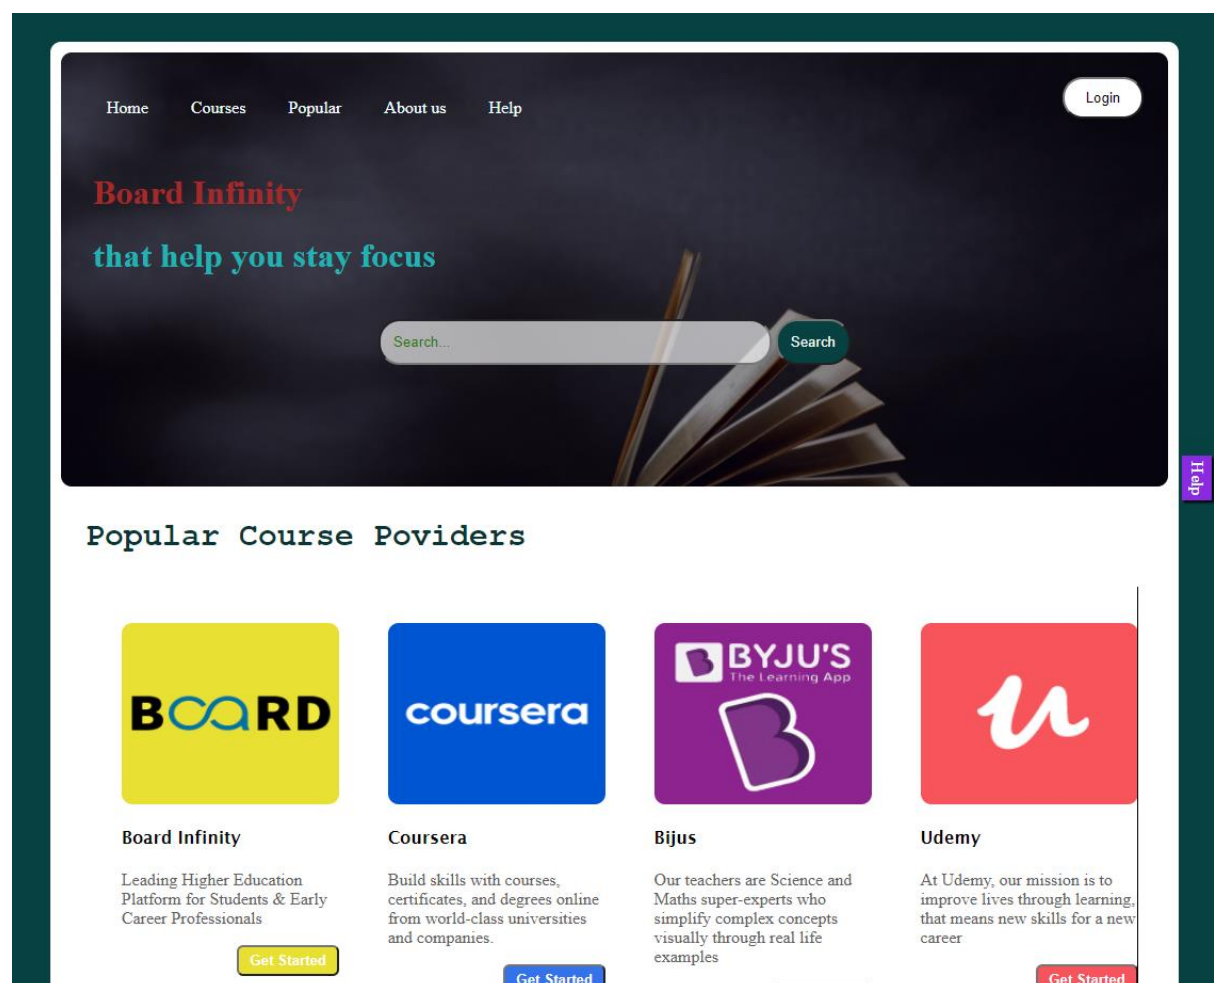 Home Courses Popular About us Help
Login
Board Infinity
that help you stay focus
Search... Search
Help
Popular Course Poviders
BOARD
coursera
BYJU'S
The Learning App
B
u
Board Infinity
Leading Higher Education
Platform for Students & Early
Career Professionals
Get Started
Coursera
Build skills with courses,
certificates, and degrees online
from world-class universities
and companies.
Get Started
Bijus
Our teachers are Science and
Maths super-experts who
simplify complex concepts
visually through real life
examples
Udemy
At Udemy, our mission is to
improve lives through learning,
that means new skills for a new
career
Get Started